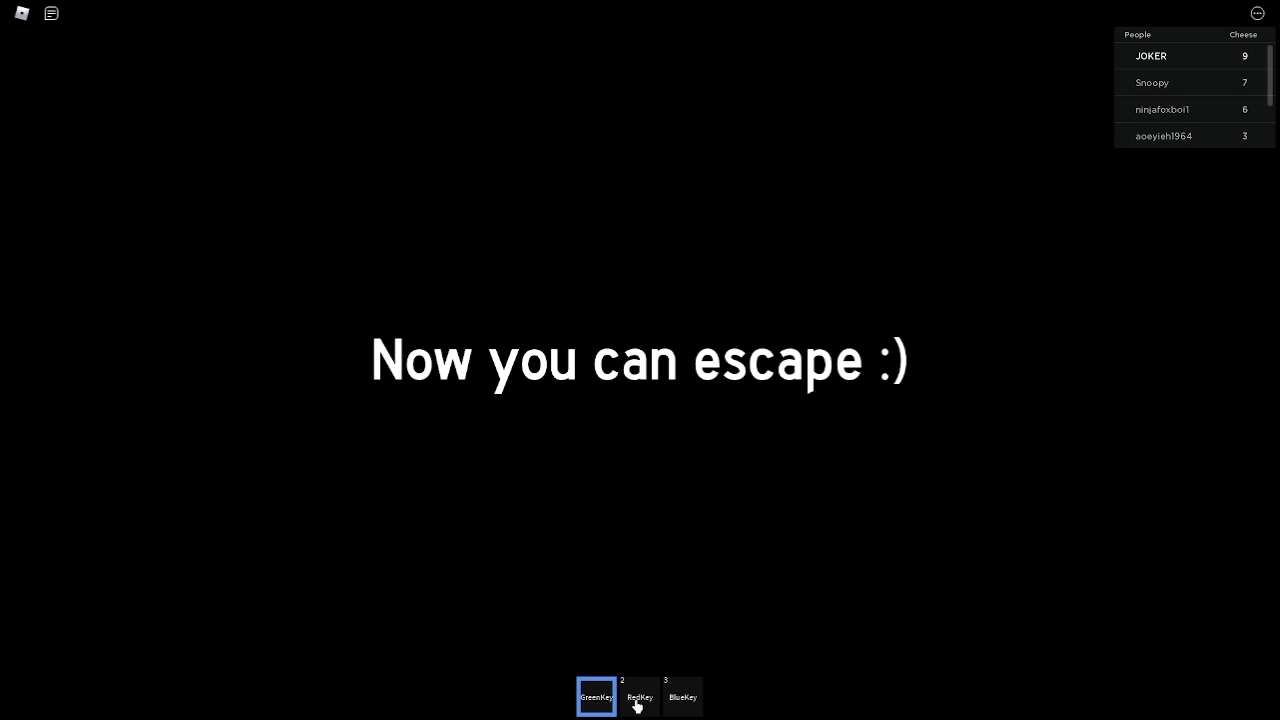 People Cheese
JOKER 9
Snoopy 7
ninjafoxboi1 6
aoeyieh1964 3
Now you can escape :)
2 3
GreenKey RedKey BlueKey